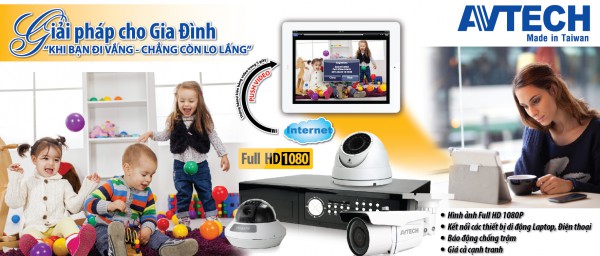 Giải pháp cho Gia Đình
"KHI BẠN ĐI VẮNG - CHẲNG CÒN LO LẮNG"
AVTECH
Made in Taiwan
PUSH VIDEO
Internet
Full HD 1080
AVTECH
• Hình ảnh Full HD 1080P
• Kết nối các thiết bị di động Laptop, Điện thoại
• Báo động chống trộm
• Giá cả cạnh tranh